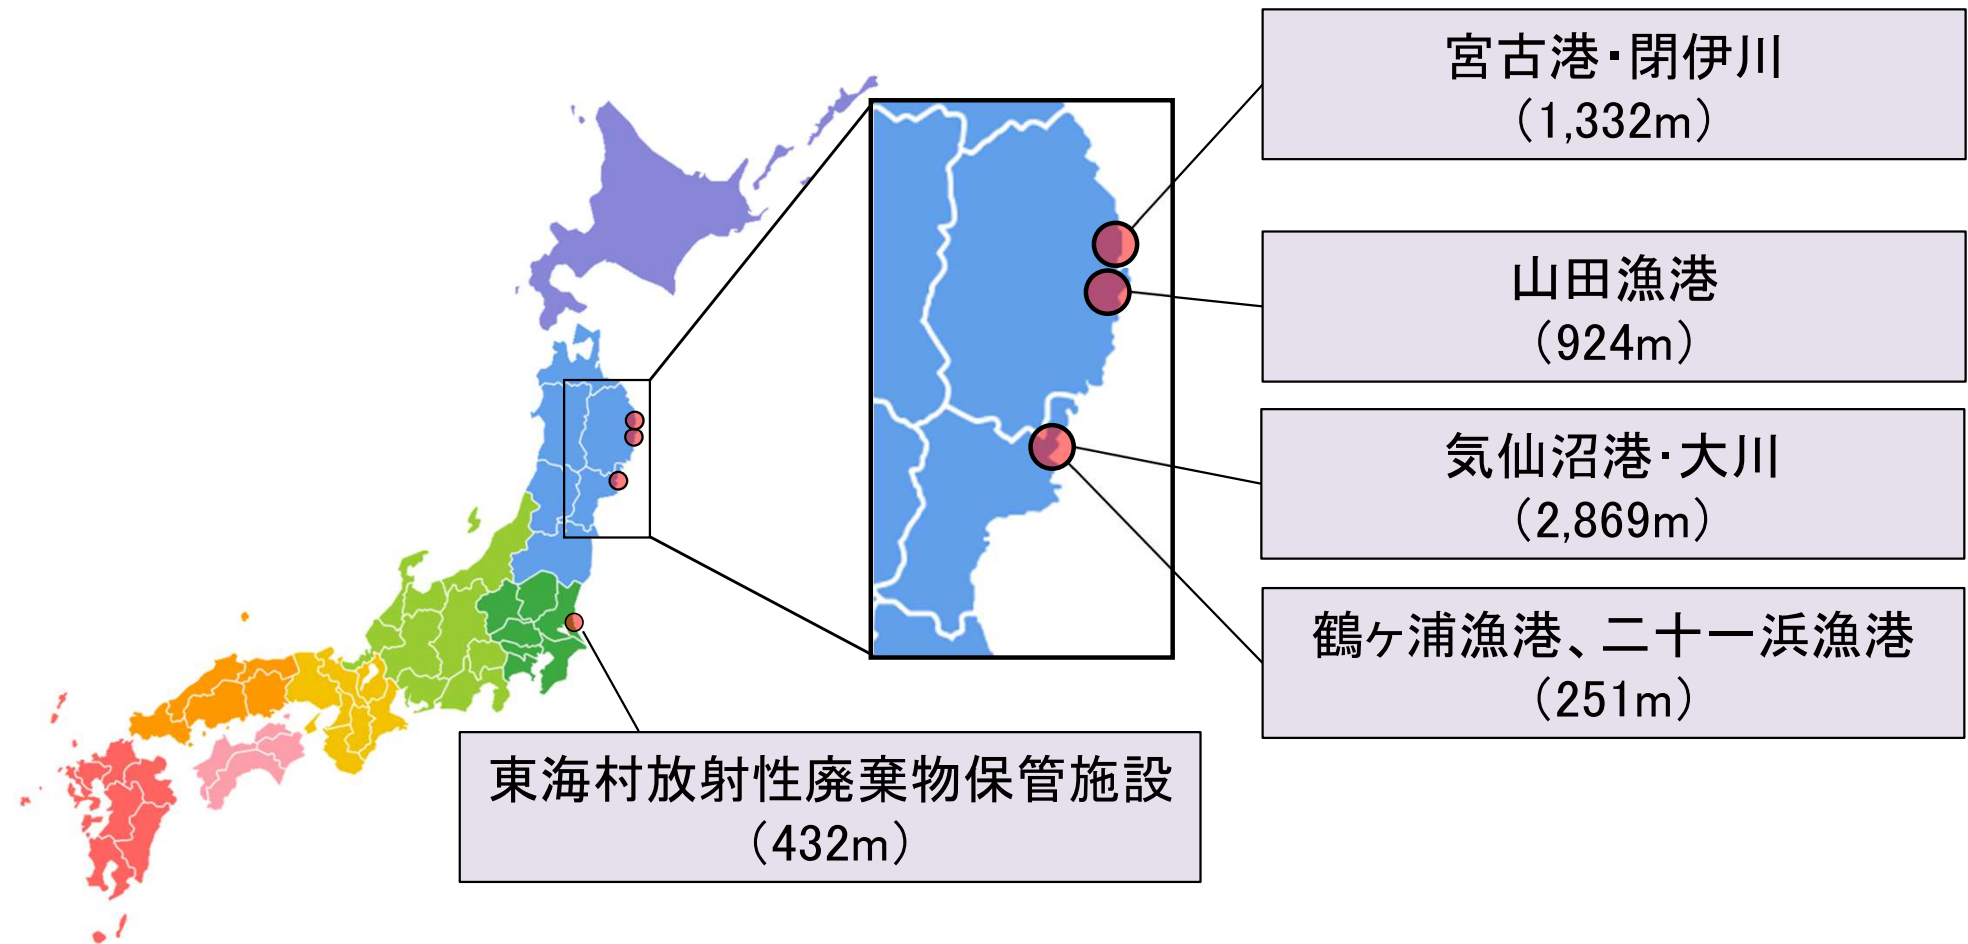 宮古港・閉伊川
（1,332m）
山田漁港
（924m）
気仙沼港・大川
（2,869m）
鶴ヶ浦漁港、二十一浜漁港
（251m）
東海村放射性廃棄物保管施設
（432m）